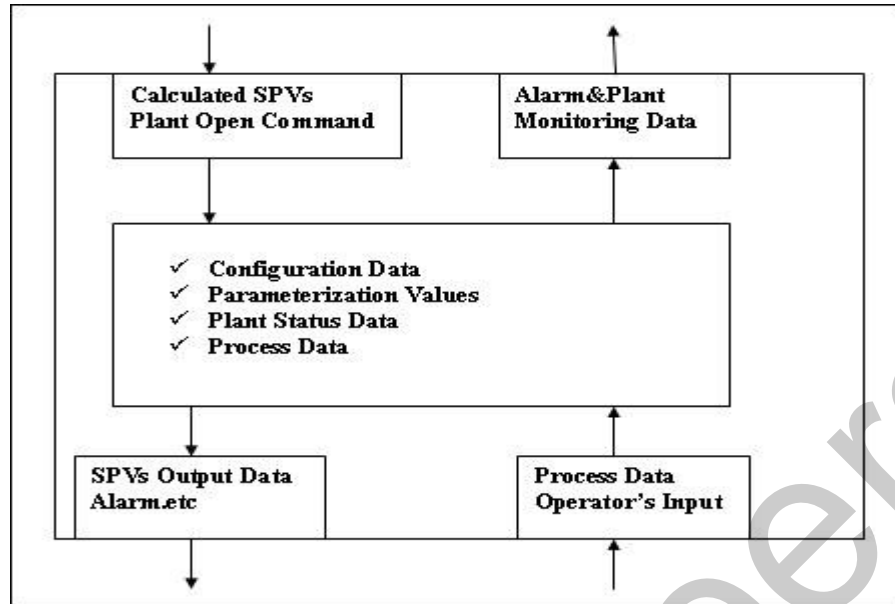 Calculated SPVs
Plant Open Command
Alarm&Plant
Monitoring Data
✓ Configuration Data
✓ Parameterization Values
✓ Plant Status Data
✓ Process Data
SPVs Output Data
Alarm.etc
Process Data
Operator's Input